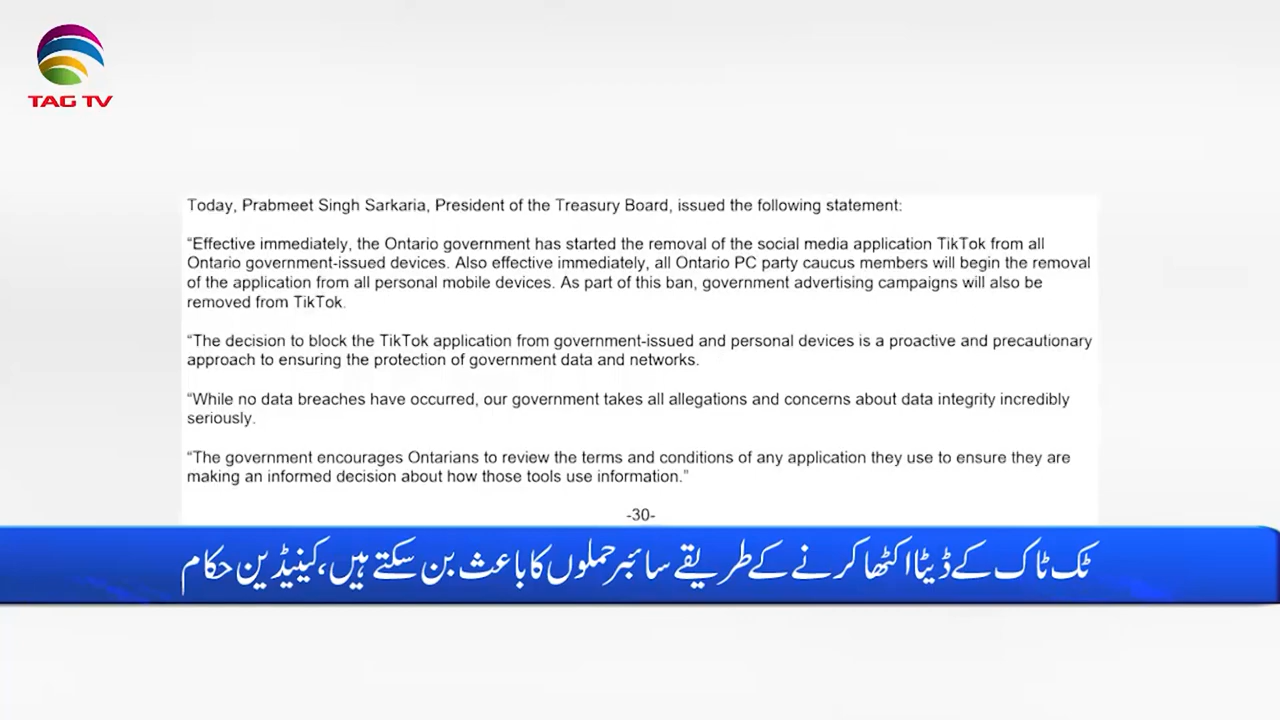 TAG TV
Today, Prabmeet Singh Sarkaria, President of the Treasury Board, issued the following statement:
“Effective immediately, the Ontario government has started the removal of the social media application TikTok from all
Ontario government-issued devices. Also effective immediately, all Ontario PC party caucus members will begin the removal
of the application from all personal mobile devices. As part of this ban, government advertising campaigns will also be
removed from TikTok.
“The decision to block the TikTok application from government-issued and personal devices is a proactive and precautionary
approach to ensuring the protection of government data and networks.
“While no data breaches have occurred, our government takes all allegations and concerns about data integrity incredibly
seriously.
“The government encourages Ontarians to review the terms and conditions of any application they use to ensure they are
making an informed decision about how those tools use information.”
-30-
ٹک ٹاک کے ڈیٹا اکٹھا کرنے کے طریقے سائبر حملوں کا باعث بن سکتے ہیں، کینیڈین حکام